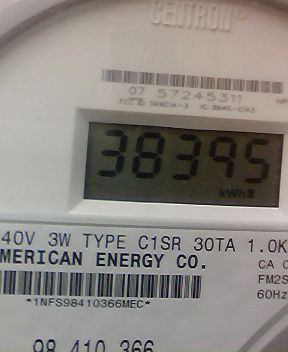 CENTRON®
07 57245311
38395
kWh
40V 3W TYPE C1SR 30TA 1.0K
MERICAN ENERGY CO.
CA 0
FM2S
60Hz
*1NFS98410366MEC*
98 410 366